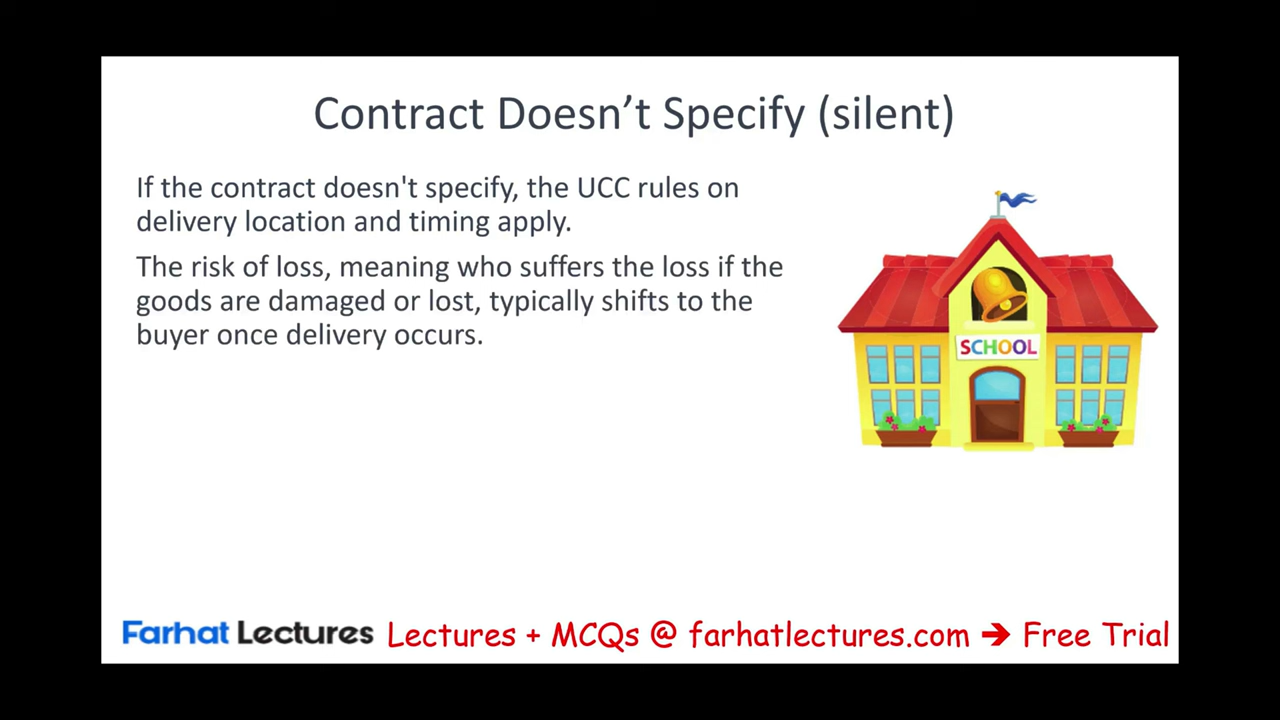 Contract Doesn’t Specify (silent)
If the contract doesn't specify, the UCC rules on
delivery location and timing apply.
The risk of loss, meaning who suffers the loss if the
goods are damaged or lost, typically shifts to the
buyer once delivery occurs.
SCHOOL
Farhat Lectures Lectures + MCQs @ farhatlectures.com ➔ Free Trial